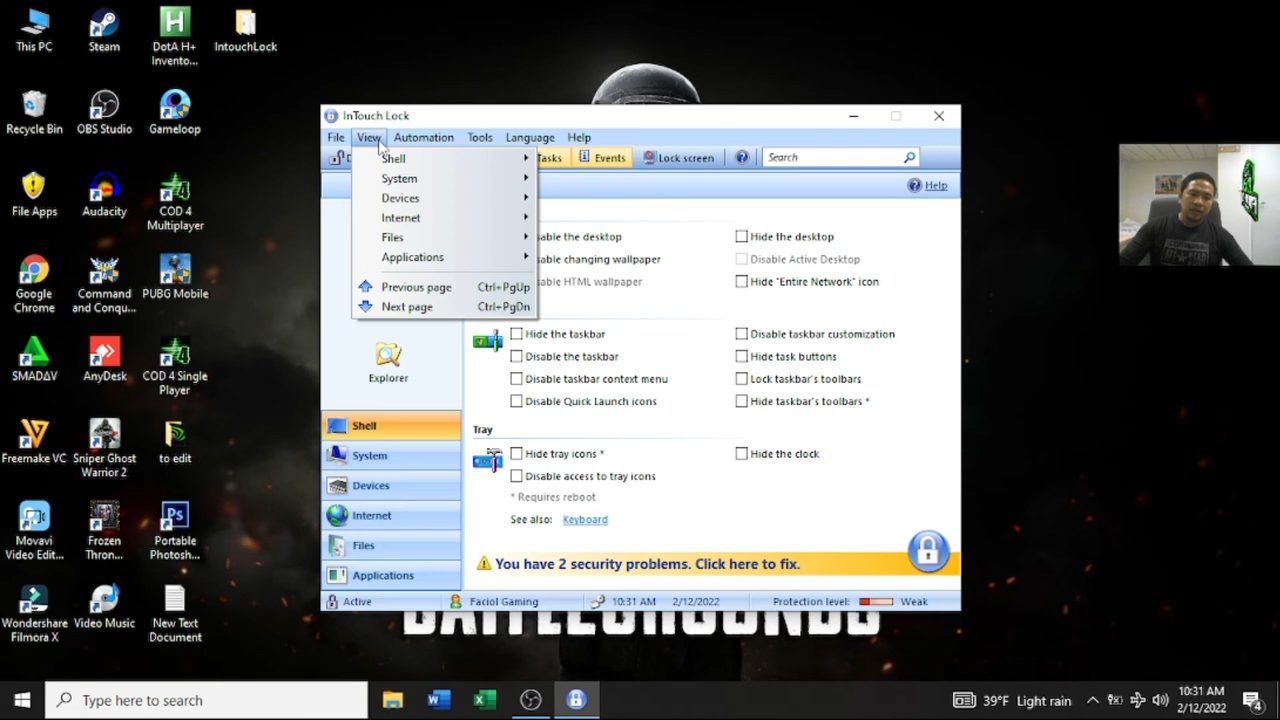 This PC
Steam
DotA H+
Invento...
IntouchLock
Recycle Bin
OBS Studio
Gameloop
File Apps
Audacity
COD 4
Multiplayer
Google
Chrome
Command
and Conqu...
PUBG Mobile
SMADΔV
AnyDesk
COD 4 Single
Player
Freemake VC
Sniper Ghost
Warrior 2
to edit
Movavi
Video Edit...
Frozen
Thron...
Portable
Photosh...
Wondershare
Filmora X
Video Music
New Text
Document
InTouch Lock
File View Automation Tools Language Help
Tasks Events Lock screen Search
Help
Shell
System
Devices
Internet
Files
Applications
Previous page Ctrl+PgUp
Next page Ctrl+PgDn
able the desktop Hide the desktop
able changing wallpaper Disable Active Desktop
able HTML wallpaper Hide "Entire Network" icon
Hide the taskbar Disable taskbar customization
Disable the taskbar Hide task buttons
Disable taskbar context menu Lock taskbar's toolbars
Disable Quick Launch icons Hide taskbar's toolbars *
Tray
Hide tray icons * Hide the clock
Disable access to tray icons
* Requires reboot
See also: Keyboard
You have 2 security problems. Click here to fix.
Explorer
Shell
System
Devices
Internet
Files
Applications
Active Faciol Gaming 10:31 AM 2/12/2022 Protection level: Weak
BATTLEGROUNDS
Type here to search
39°F Light rain
10:31 AM
2/12/2022
4